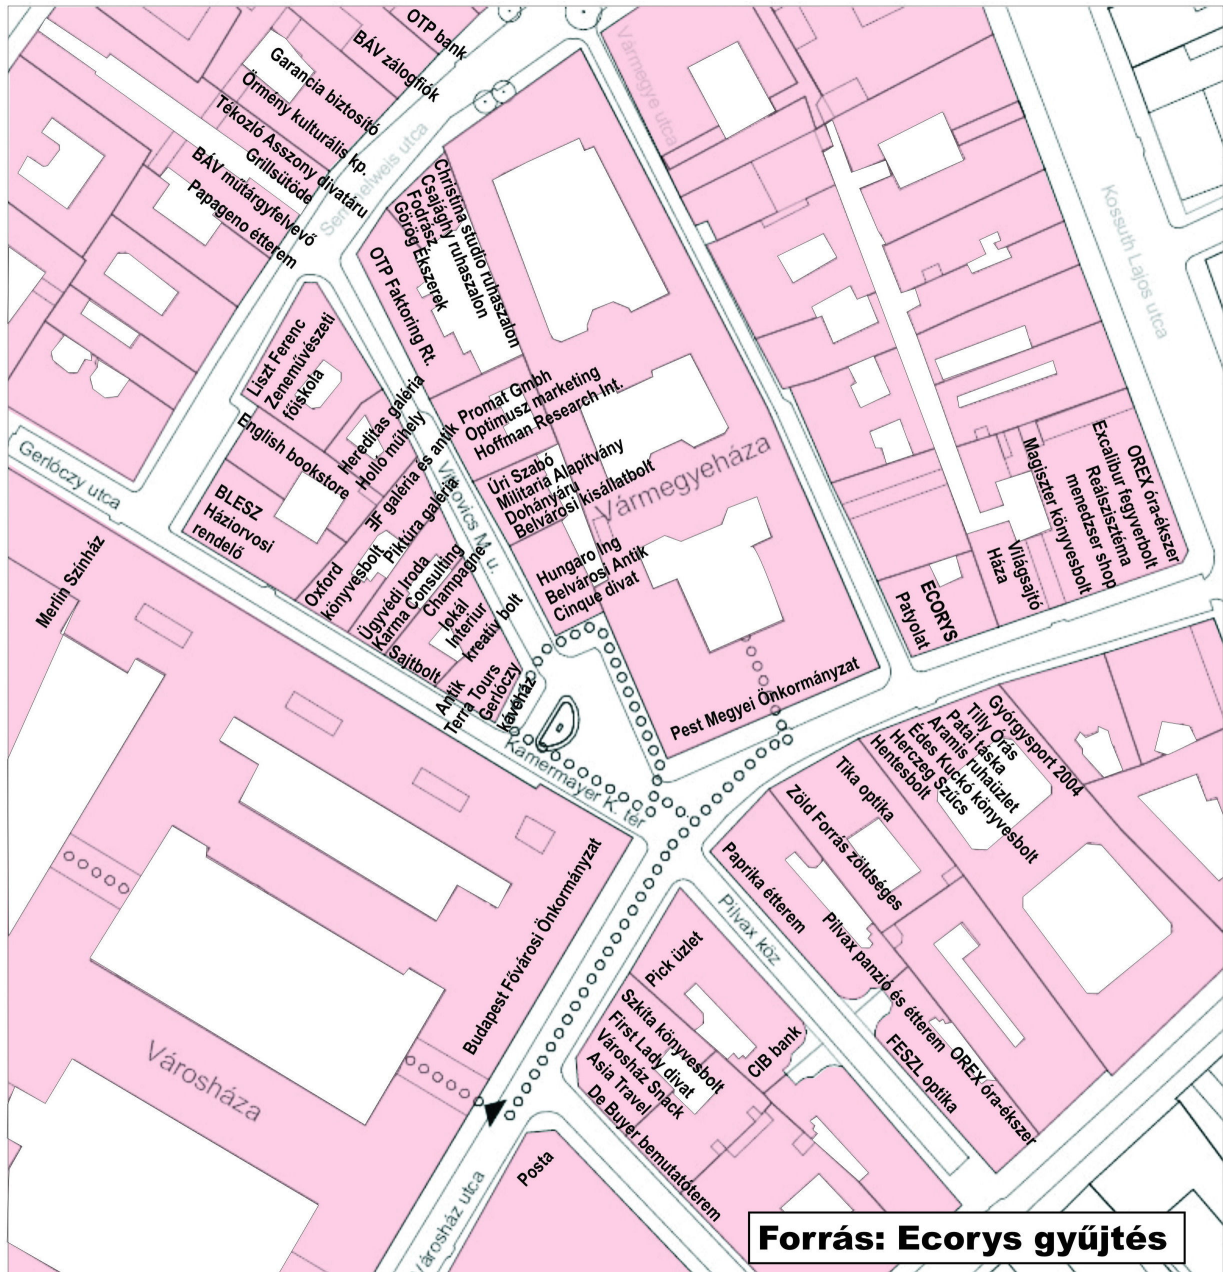 OTP bank
BÁV zálogfiók
Garancia biztosító
Örmény kulturális kp.
Tékozló Asszony divatáru
Grillsütöde
BÁV műtárgyfelvevő
Papageno étterem
Semmelweis utca
Vármegye utca
Kossuth Lajos utca
Christina studio ruhaszalon
Csajághy ruhaszalon
Fodrász
Görög Ékszerek
OTP Faktoring Rt.
Liszt Ferenc
Zeneművészeti
főiskola
English bookstore
Hereditas galéria
Holló műhely
Promat Gmbh
Optimusz marketing
Hoffman Research Int.
Gerlóczy utca
BLESZ
Háziorvosi
rendelő
galéria és antik
Piktúra galéria
Vitkovics M. u.
Úri Szabó
Militaria Alapítvány
Dohányáru
Belvárosi kisállatbolt
Vármegyeháza
Merlin Színház
Oxford
könyvesbolt
Ügyvédi Iroda
Karma Consulting
Champagne
lokál
Interiur
kreatív bolt
Sajtbolt
Antik
Terra Tours
Gerlóczy
kávéház
Hungaro Ing
Belvárosi Antik
Cinque divat
Pest Megyei Önkormányzat
ECORYS
Patyolat
Világsajtó
Háza
Magiszter könyvesbolt
menedzser shop
Reálszisztéma
Excalibur fegyverbolt
OREX óra-ékszer
Kamermayer K. tér
Györgysport 2004
Tilly Órás
Patai táska
Aramis ruhaüzlet
Édes Kuckó könyvesbolt
Herczeg Szűcs
Hentesbolt
Tika optika
Zöld Forrás zöldséges
Paprika étterem
Pilvax panzió és étterem
OREX óra-ékszer
FESZL optika
Pilvax köz
Budapest Fővárosi Önkormányzat
Városháza
Pick üzlet
Szkíta könyvesbolt
First Lady divat
Városház Snack
Asia Travel
De Buyer bemutatóterem
CIB bank
Posta
Városház utca
Forrás: Ecorys gyűjtés